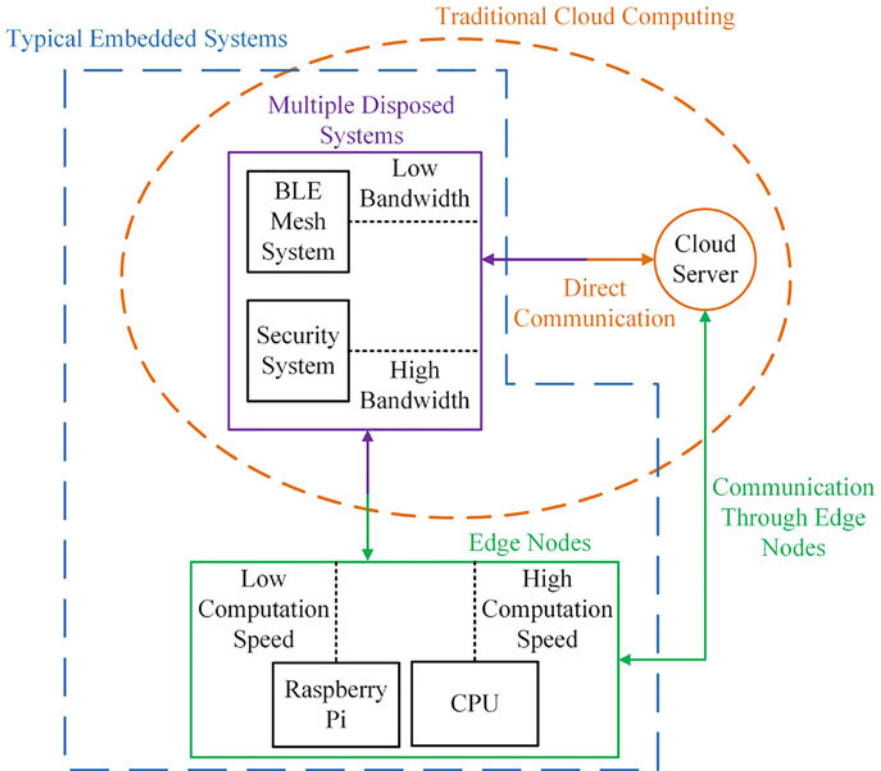 Traditional Cloud Computing
Typical Embedded Systems
Multiple Disposed
Systems
BLE
Mesh
System
Low
Bandwidth
Security
System
High
Bandwidth
Cloud
Server
Direct
Communication
Communication
Through Edge
Nodes
Edge Nodes
Low
Computation
Speed
High
Computation
Speed
Raspberry
Pi
CPU